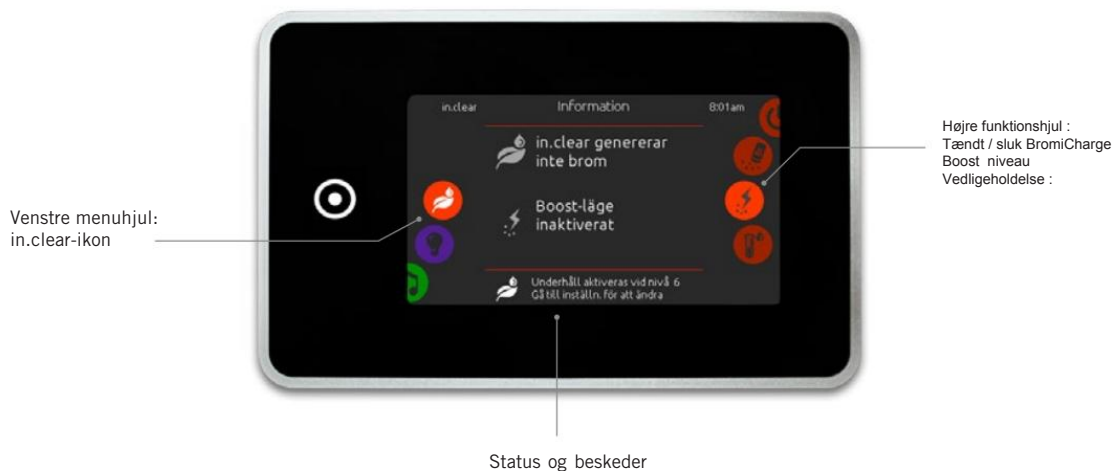 in.clear Information 8:01am
in.clear genererar
inte brom
Boost-läge
inaktiverat
Underhåll aktiveras vid nivå 6
Gå till inställn. för att ändra
Venstre menuhjul:
in.clear-ikon
Højre funktionshjul :
Tændt / sluk BromiCharge
Boost niveau
Vedligeholdelse :
Status og beskeder